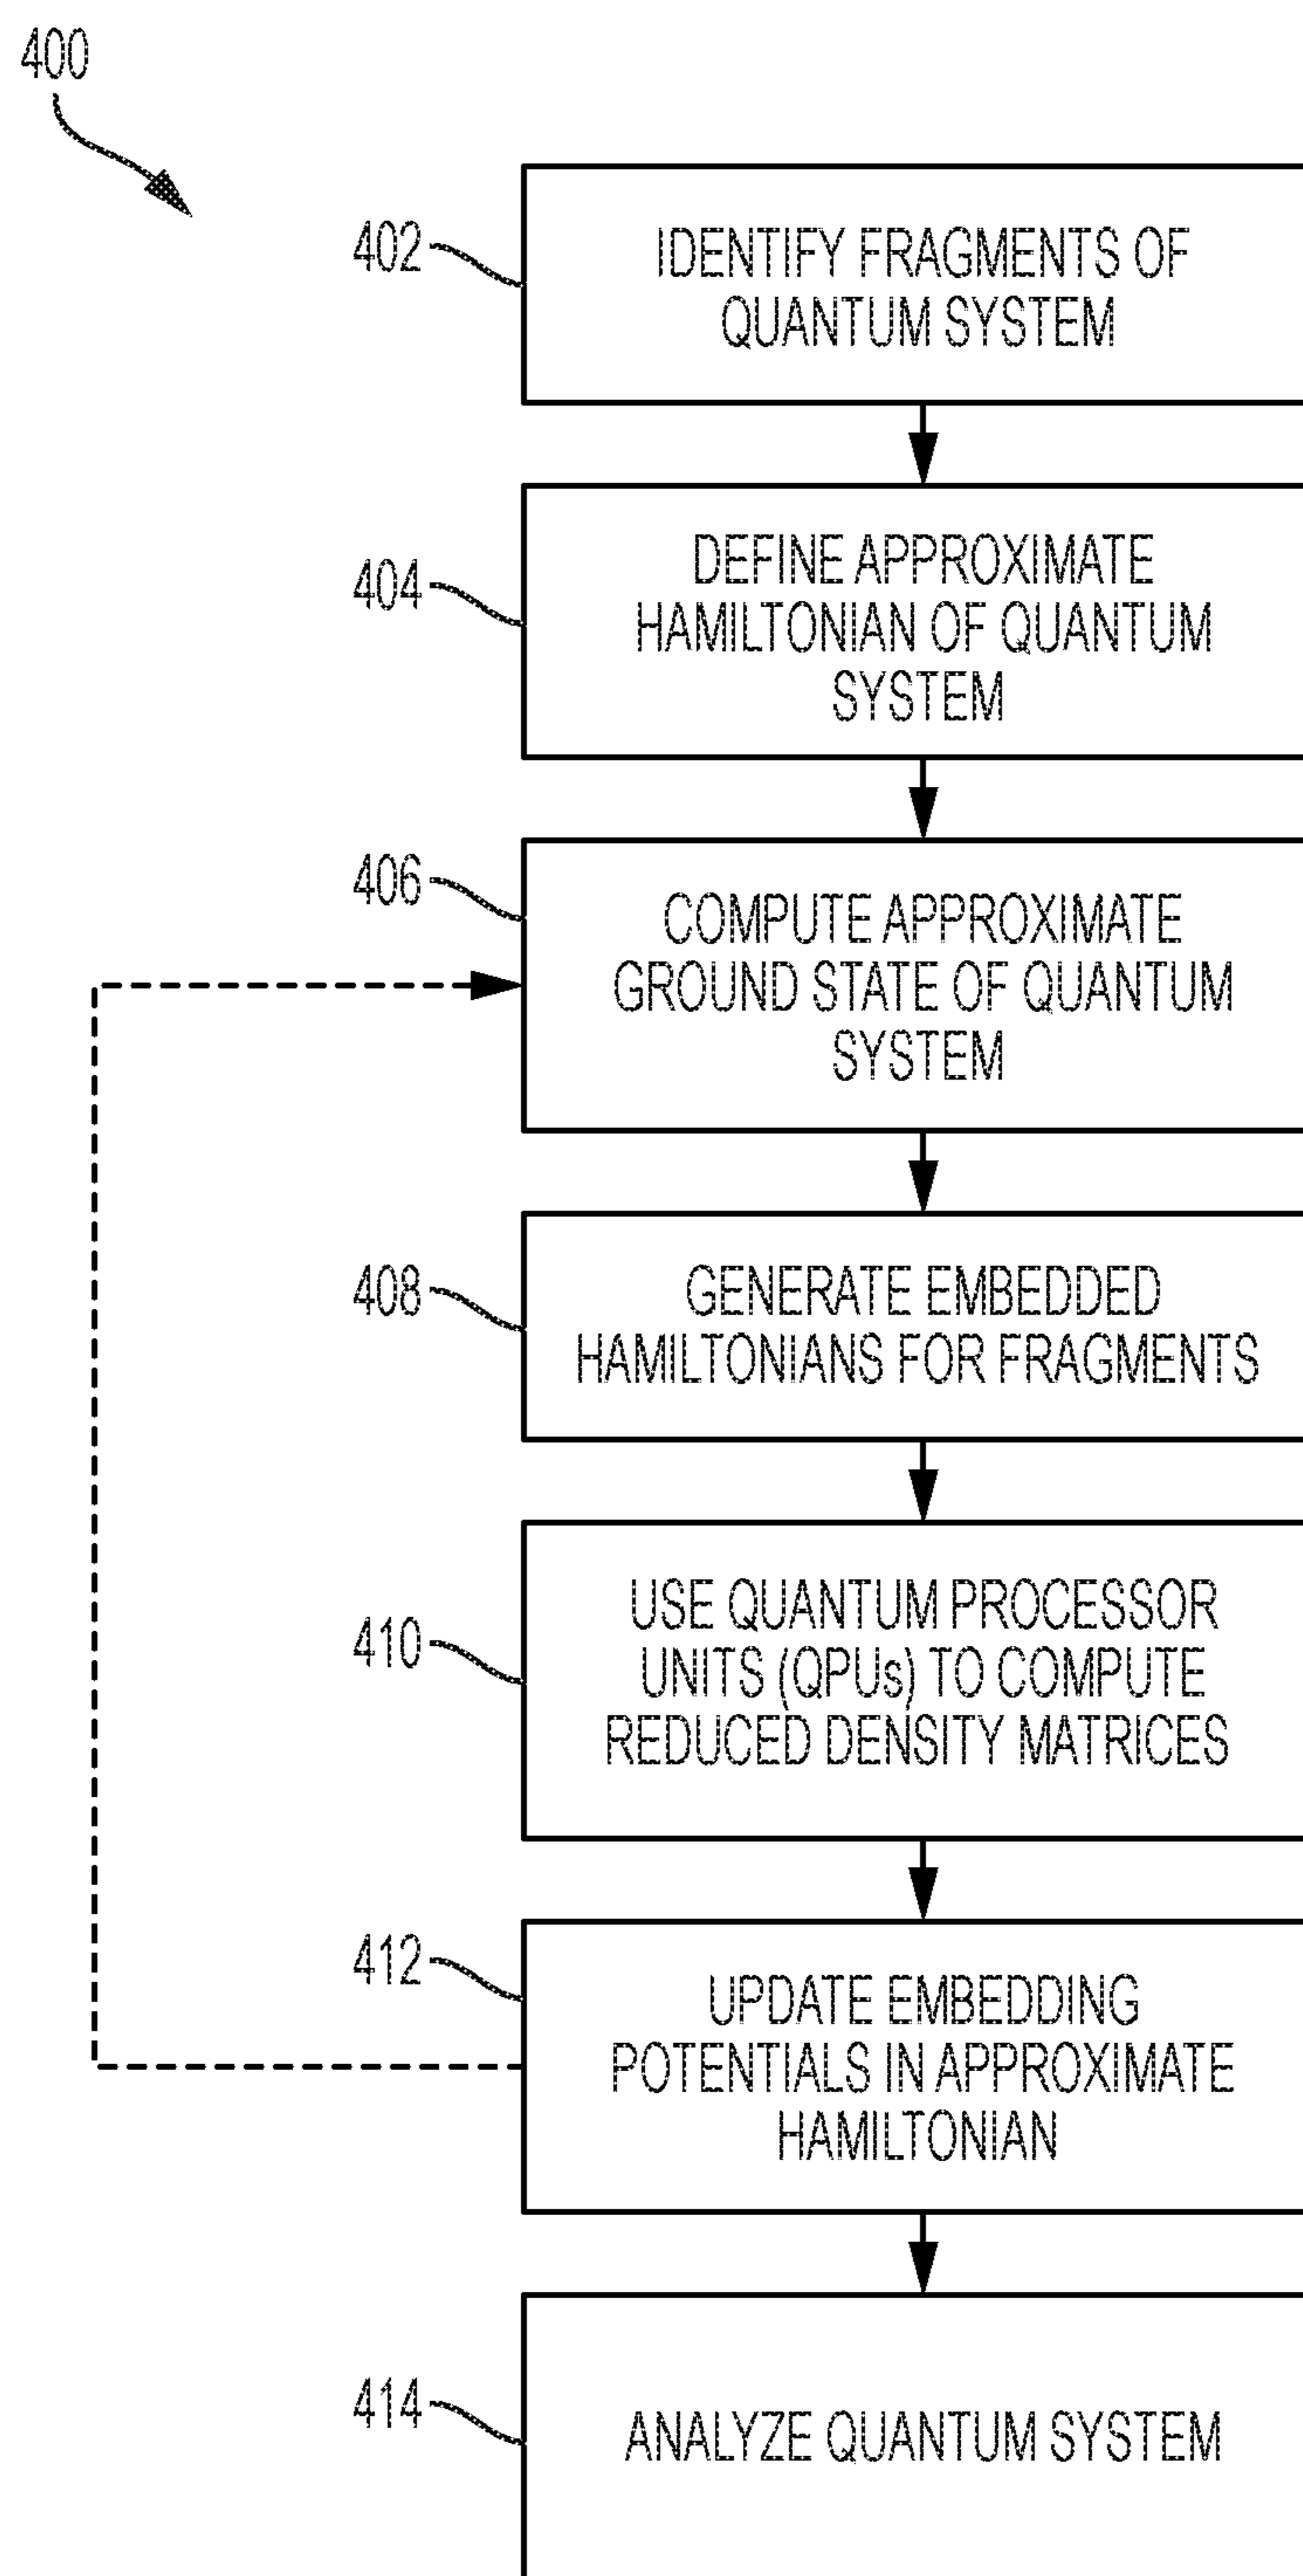 400
402
IDENTIFY FRAGMENTS OF
QUANTUM SYSTEM
404
DEFINE APPROXIMATE
HAMILTONIAN OF QUANTUM
SYSTEM
406
COMPUTE APPROXIMATE
GROUND STATE OF QUANTUM
SYSTEM
408
GENERATE EMBEDDED
HAMILTONIANS FOR FRAGMENTS
410
USE QUANTUM PROCESSOR
UNITS (QPUs) TO COMPUTE
REDUCED DENSITY MATRICES
412
UPDATE EMBEDDING
POTENTIALS IN APPROXIMATE
HAMILTONIAN
414
ANALYZE QUANTUM SYSTEM